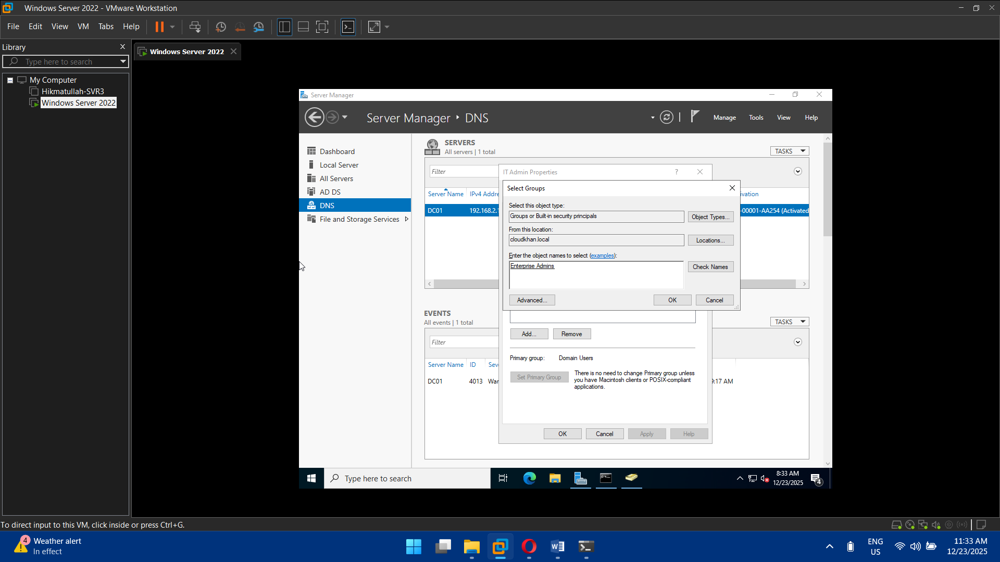 Windows Server 2022 - VMware Workstation
File Edit View VM Tabs Help
Library
Type here to search
My Computer
Hikmatullah-SVR3
Windows Server 2022
Windows Server 2022
Server Manager
Server Manager DNS
Manage Tools View Help
Dashboard
Local Server
All Servers
AD DS
DNS
File and Storage Services
SERVERS
All servers | 1 total
TASKS
Filter
Server Name IPv4 Addre
DC01 192.168.2.
-00001-AA254 (Activated
IT Admin Properties
?
Select Groups
Select this object type:
Groups or Built-in security principals
Object Types...
From this location:
cloudkhan.local
Locations...
Enter the object names to select (examples):
Enterprise Admins
Check Names
Advanced...
OK
Cancel
Add...
Remove
Primary group: Domain Users
Set Primary Group
There is no need to change Primary group unless
you have Macintosh clients or POSIX-compliant
applications.
OK
Cancel
Apply
Help
EVENTS
All events | 1 total
TASKS
Filter
Server Name ID Sev
DC01 4013 War
:17 AM
Type here to search
8:33 AM
12/23/2025
4
To direct input to this VM, click inside or press Ctrl+G.
4
Weather alert
In effect
ENG
US
11:33 AM
12/23/2025